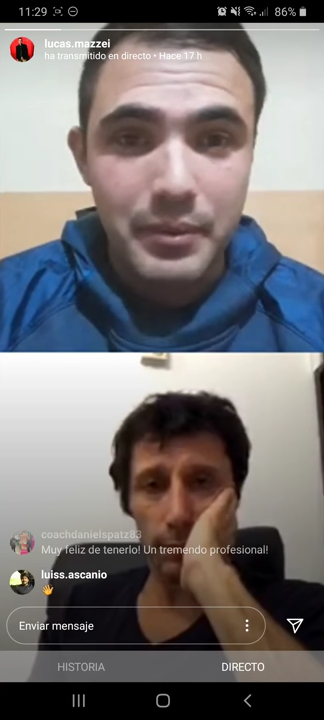 11:29
86%
lucas.mazzei
ha transmitido en directo • Hace 17 h
coachdanielspatz83
Muy feliz de tenerlo! Un tremendo profesional!
luiss.ascanio
👋
Enviar mensaje
HISTORIA
DIRECTO